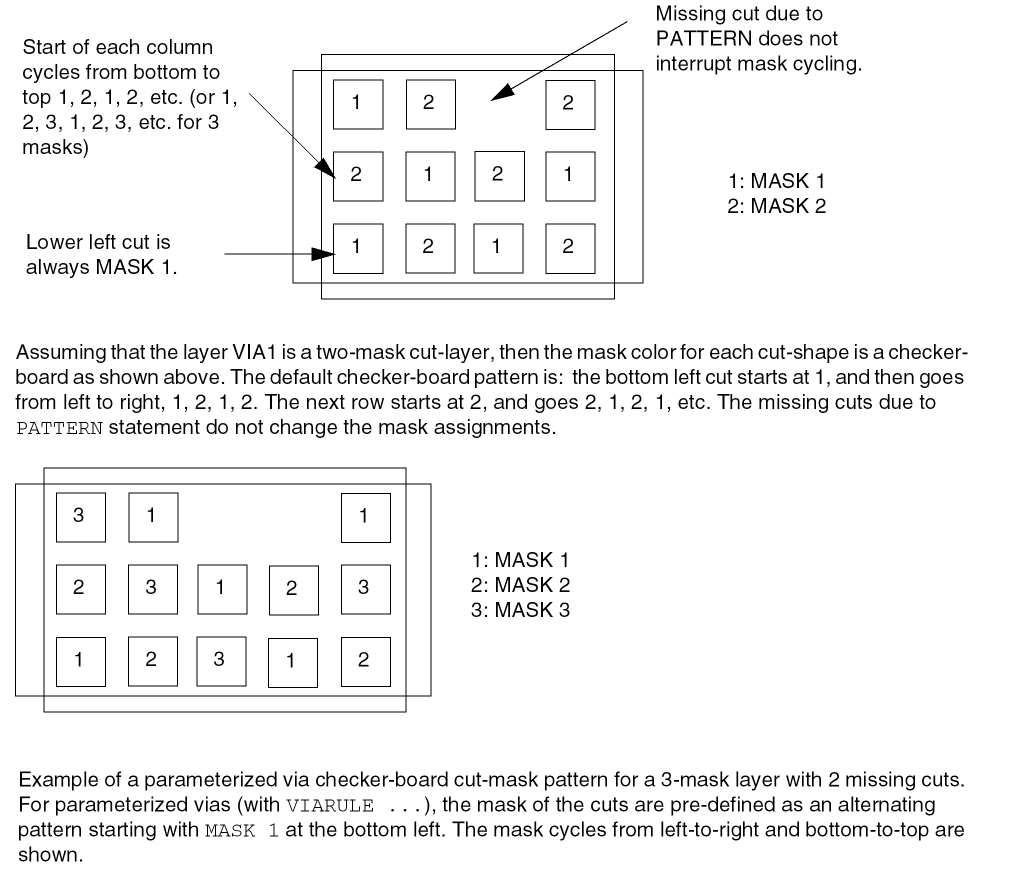 Missing cut due to
PATTERN does not
interrupt mask cycling.
Start of each column
cycles from bottom to
top 1, 2, 1, 2, etc. (or 1,
2, 3, 1, 2, 3, etc. for 3
masks)
1 2 2
2 1 2 1
1: MASK 1
2: MASK 2
Lower left cut is
always MASK 1.
1 2 1 2
Assuming that the layer VIA1 is a two-mask cut-layer, then the mask color for each cut-shape is a checker-
board as shown above. The default checker-board pattern is: the bottom left cut starts at 1, and then goes
from left to right, 1, 2, 1, 2. The next row starts at 2, and goes 2, 1, 2, 1, etc. The missing cuts due to
PATTERN statement do not change the mask assignments.
3 1 1
2 3 1 2 3
1 2 3 1 2
1: MASK 1
2: MASK 2
3: MASK 3
Example of a parameterized via checker-board cut-mask pattern for a 3-mask layer with 2 missing cuts.
For parameterized vias (with VIARULE ...), the mask of the cuts are pre-defined as an alternating
pattern starting with MASK 1 at the bottom left. The mask cycles from left-to-right and bottom-to-top are
shown.